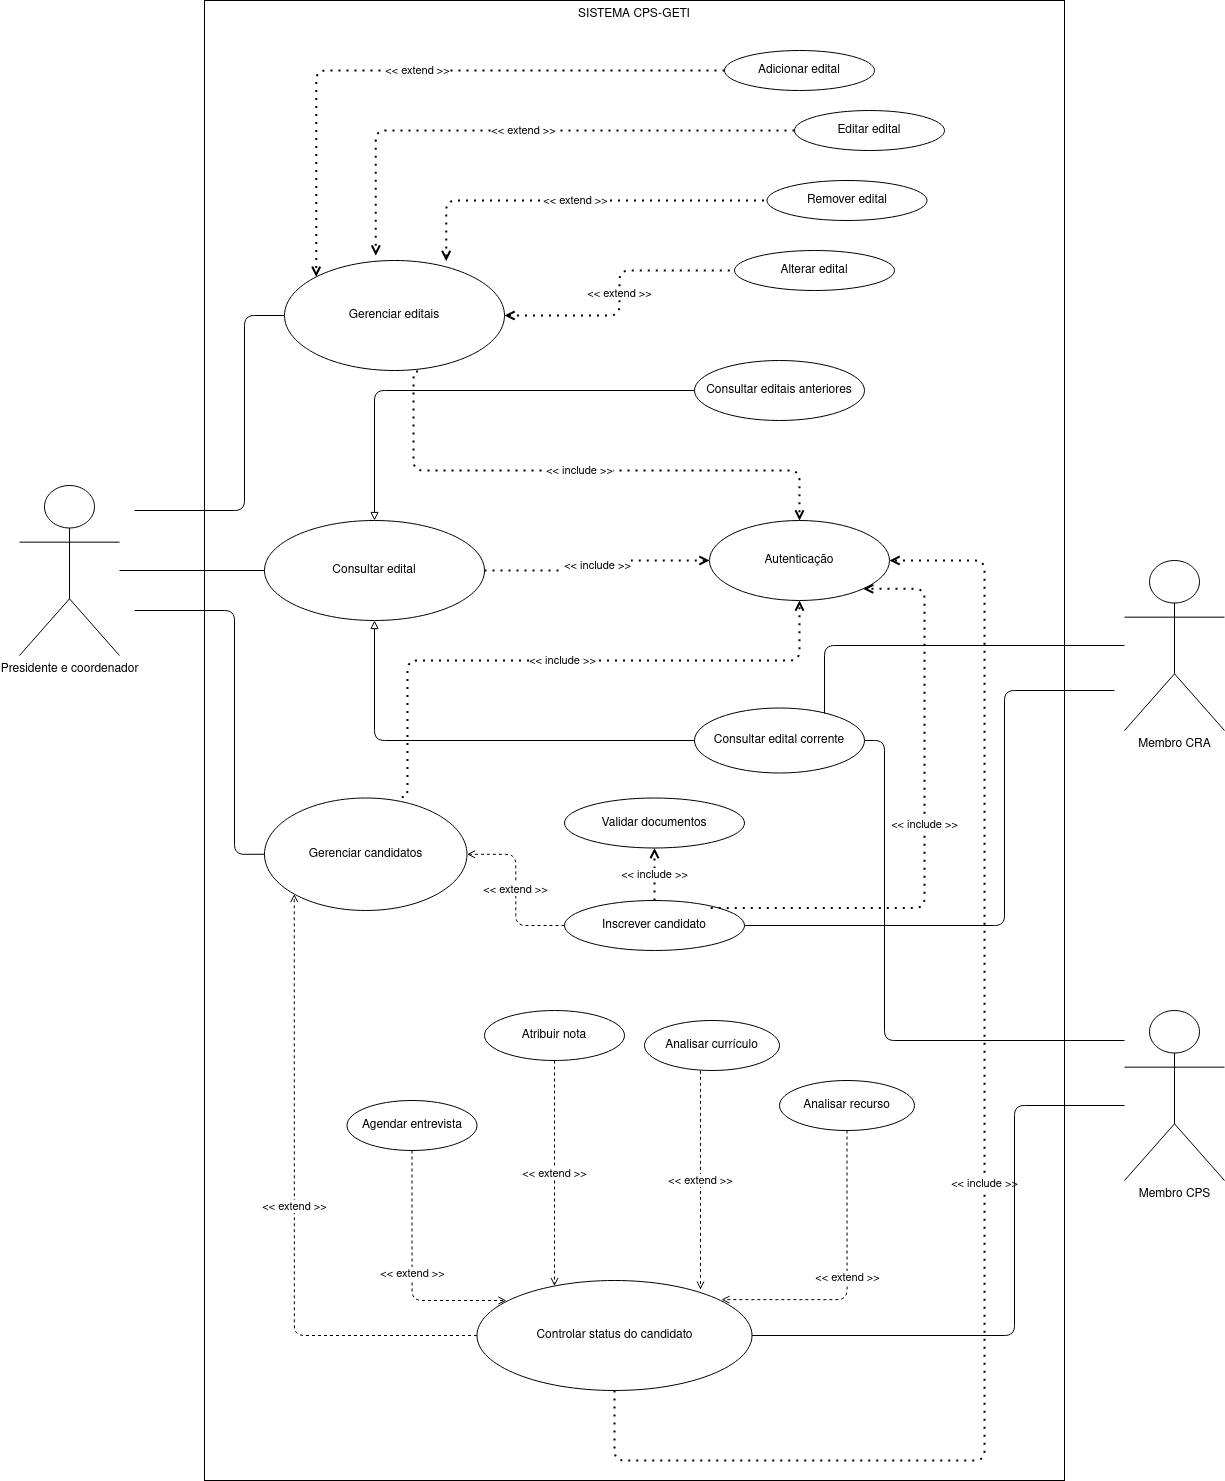 SISTEMA CPS-GETI
<< extend >>
Adicionar edital
<< extend >>
Editar edital
<< extend >>
Remover edital
Alterar edital
<< extend >>
Gerenciar editais
Consultar editais anteriores
<< include >>
Consultar edital
<< include >>
Autenticação
Presidente e coordenador
<< include >>
Membro CRA
Consultar edital corrente
Validar documentos
<< include >>
Gerenciar candidatos
<< include >>
<< extend >>
Inscrever candidato
Atribuir nota
Analisar currículo
Analisar recurso
Agendar entrevista
<< extend >>
<< extend >>
<< include >>
Membro CPS
<< extend >>
<< extend >>
<< extend >>
Controlar status do candidato